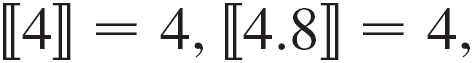 ⟦4⟧ = 4, ⟦4.8⟧ = 4,